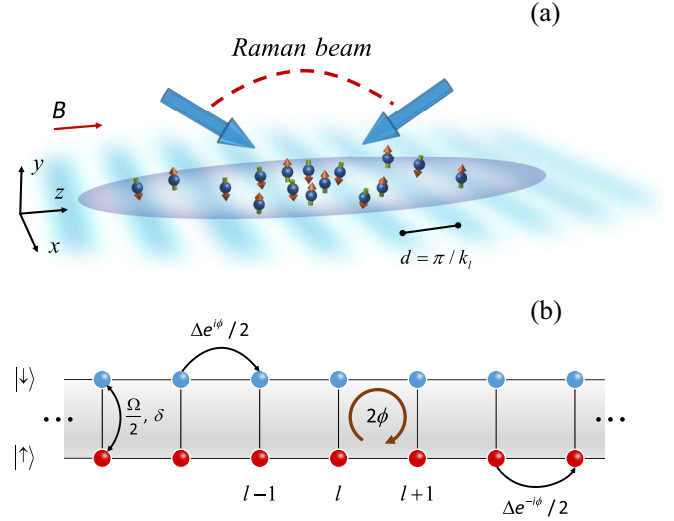 (a)
Raman beam
B
y
z
x
d = π / k_l
(b)
Δe^{iϕ} / 2
|↓⟩
Ω/2, δ
2ϕ
... ...
|↑⟩
l−1 l l+1
Δe^{−iϕ} / 2